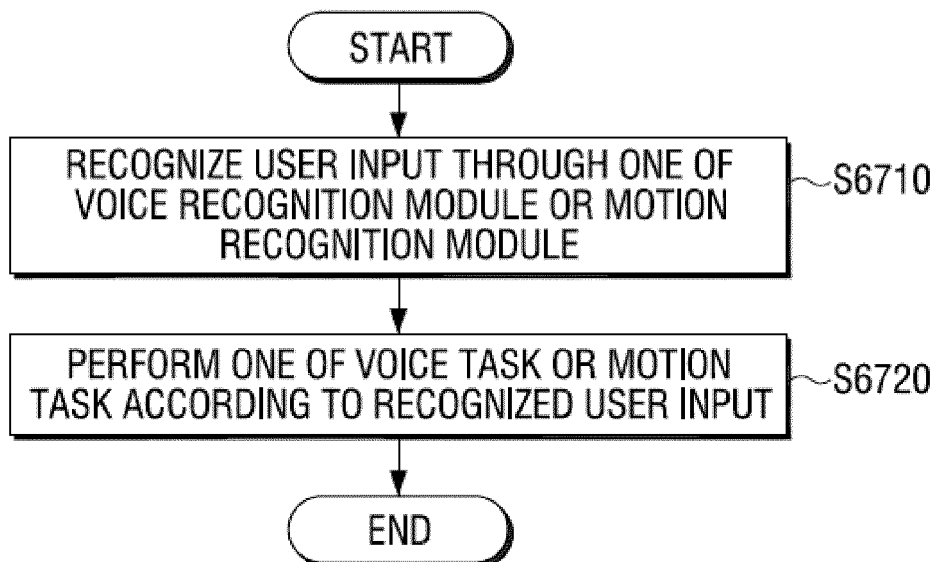 START
RECOGNIZE USER INPUT THROUGH ONE OF
VOICE RECOGNITION MODULE OR MOTION
RECOGNITION MODULE
S6710
PERFORM ONE OF VOICE TASK OR MOTION
TASK ACCORDING TO RECOGNIZED USER INPUT
S6720
END